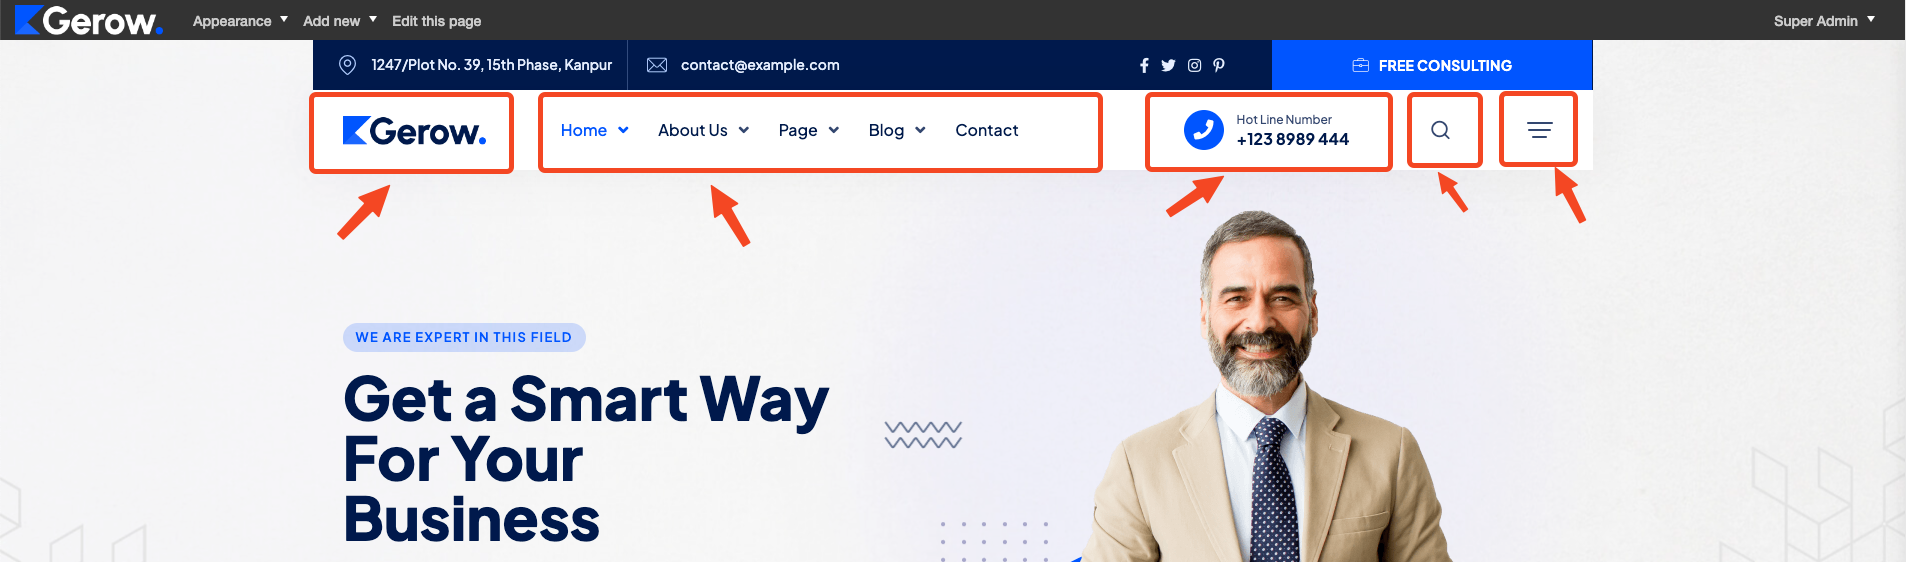 Gerow.
Appearance Add new Edit this page Super Admin
1247/Plot No. 39, 15th Phase, Kanpur contact@example.com FREE CONSULTING
Gerow.
Home About Us Page Blog Contact
Hot Line Number
+123 8989 444
WE ARE EXPERT IN THIS FIELD
Get a Smart Way
For Your
Business